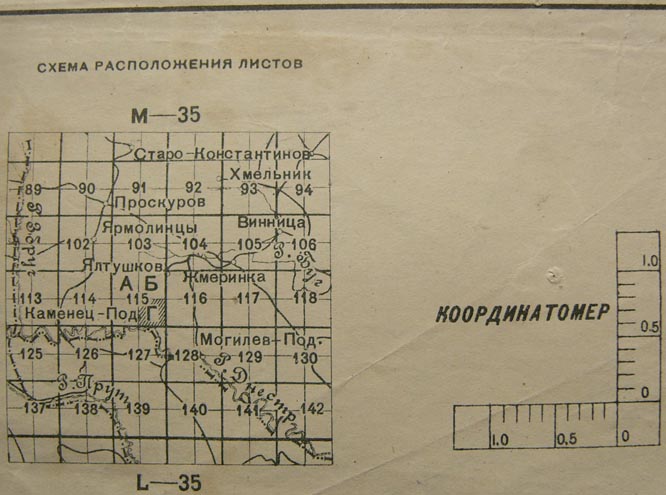 СХЕМА РАСПОЛОЖЕНИЯ ЛИСТОВ
М—35
Старо-Константинов
Хмельник
89 90 91 92 93 94
Проскуров
р. Збруч
Ярмолинцы Винница
102 103 104 105 106
р. Буг
Ялтушков Жмеринка
А Б
113 114 115 116 117 118
Каменец-Под. Г
Могилев-Под.
125 126 127 128 129 130
р. Прут р. Днестр
137 138 139 140 141 142
L—35
КООРДИНАТОМЕР
1.0
0.5
0
1.0 0.5 0